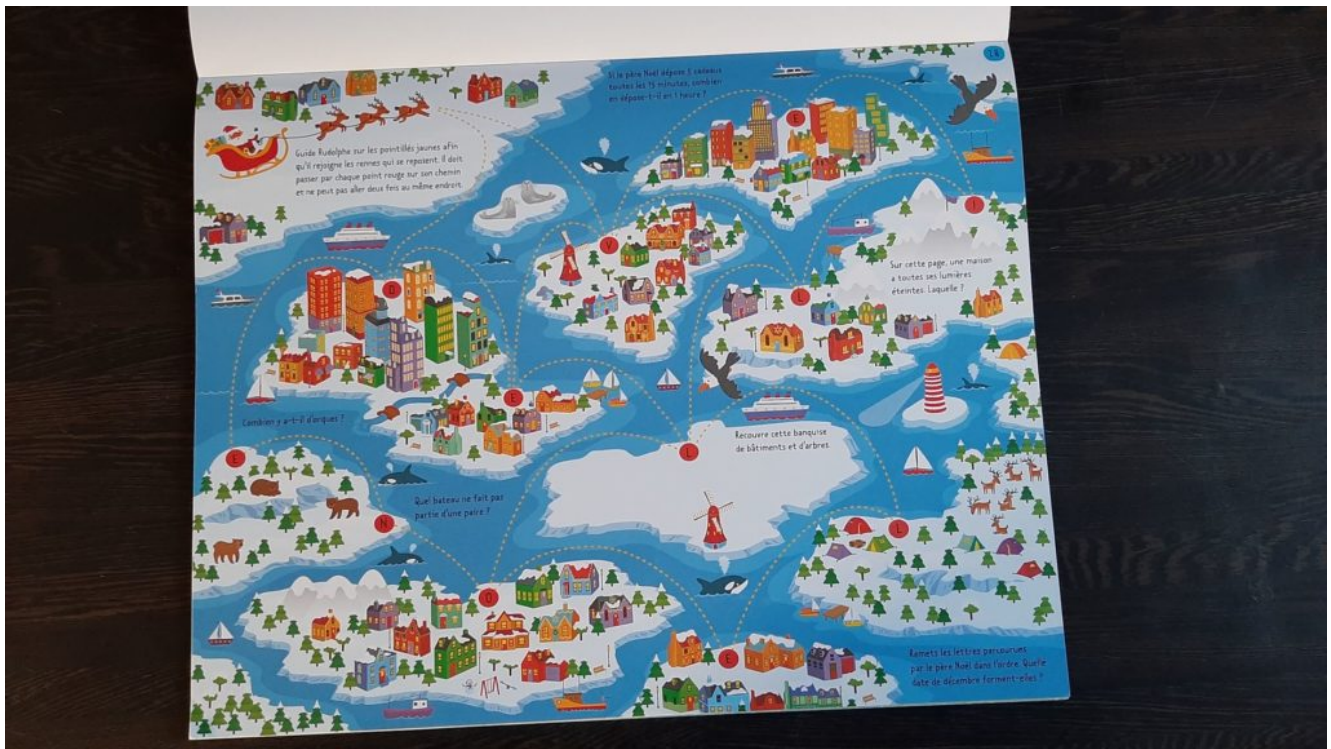 28
Si le père Noël dépose 5 cadeaux
toutes les 15 minutes, combien
en dépose-t-il en 1 heure ?
Guide Rudolphe sur les pointillés jaunes afin
qu'il rejoigne les rennes qui se reposent. Il doit
passer par chaque point rouge sur son chemin
et ne peut pas aller deux fois au même endroit.
E
I
V
Sur cette page, une maison
a toutes ses lumières
éteintes. Laquelle ?
L
E
Combien y a-t-il d'orques ?
Recouvre cette banquise
de bâtiments et d'arbres.
L
E
Quel bateau ne fait pas
partie d'une paire ?
N
L
E
Remets les lettres parcourues
par le père Noël dans l'ordre. Quelle
date de décembre forment-elles ?